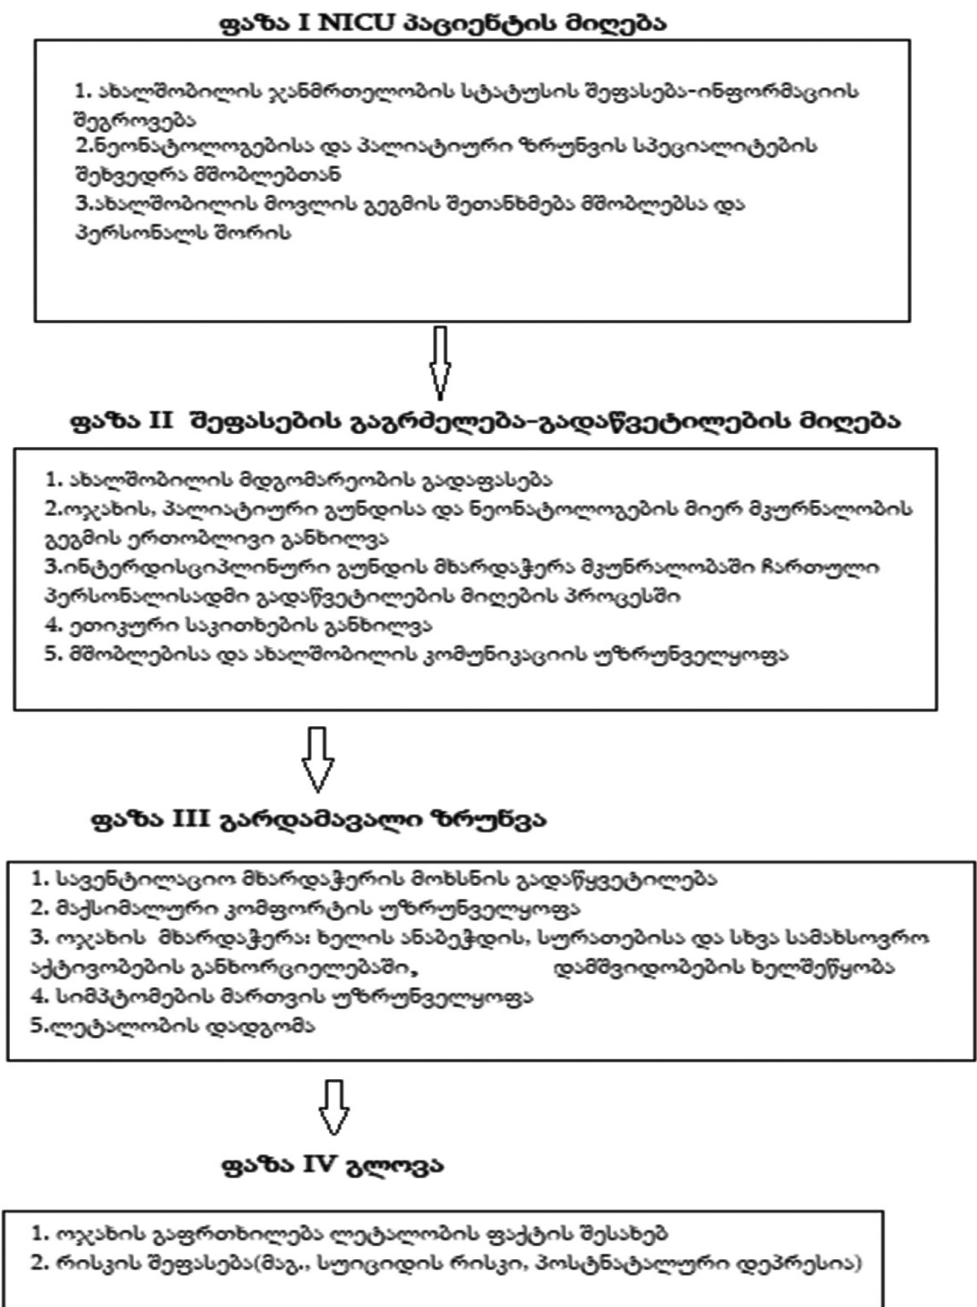 ფაზა I NICU პაციენტის მიღება
1. ახალშობილის ჯანმრთელობის სტატუსის შეფასება-ინფორმაციის
შეგროვება
2.ნეონატოლოგებისა და პალიატიური ზრუნვის სპეციალიტების
შეხვედრა მშობლებთან
3.ახალშობილის მოვლის გეგმის შეთანხმება მშობლებსა და
პერსონალს შორის
ფაზა II შეფასების გაგრძელება-გადაწვეტილების მიღება
1. ახალშობილის მდგომარეობის გადაფასება
2.ოჯახის, პალიატიური გუნდისა და ნეონატოლოგების მიერ მკურნალობის
გეგმის ერთობლივი განხილვა
3.ინტერდისციპლინური გუნდის მხარდაჭერა მკუნრალობაში ჩართული
პერსონალისადმი გადაწვეტილების მიღების პროცესში
4. ეთიკური საკითხების განხილვა
5. მშობლებისა და ახალშობილის კომუნიკაციის უზრუნველყოფა
ფაზა III გარდამავალი ზრუნვა
1. სავენტილაციო მხარდაჭერის მოხსნის გადაწყვეტილება
2. მაქსიმალური კომფორტის უზრუნველყოფა
3. ოჯახის მხარდაჭერა: ხელის ანაბეჭდის, სურათებისა და სხვა სამახსოვრო
აქტივობების განხორციელებაში, დამშვიდობების ხელშეწყობა
4. სიმპტომების მართვის უზრუნველყოფა
5.ლეტალობის დადგომა
ფაზა IV გლოვა
1. ოჯახის გაფრთხილება ლეტალობის ფაქტის შესახებ
2. რისკის შეფასება(მაგ., სუიციდის რისკი, პოსტნატალური დეპრესია)